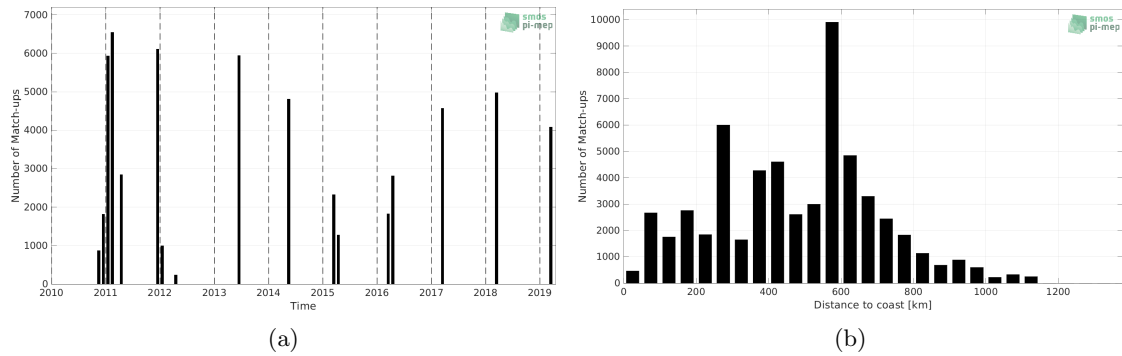 smos
pi-mep
7000
6000
5000
4000
3000
2000
1000
0
Number of Match-ups
2010 2011 2012 2013 2014 2015 2016 2017 2018 2019
Time
(a)
smos
pi-mep
10000
9000
8000
7000
6000
5000
4000
3000
2000
1000
0
Number of Match-ups
0 200 400 600 800 1000 1200
Distance to coast [km]
(b)